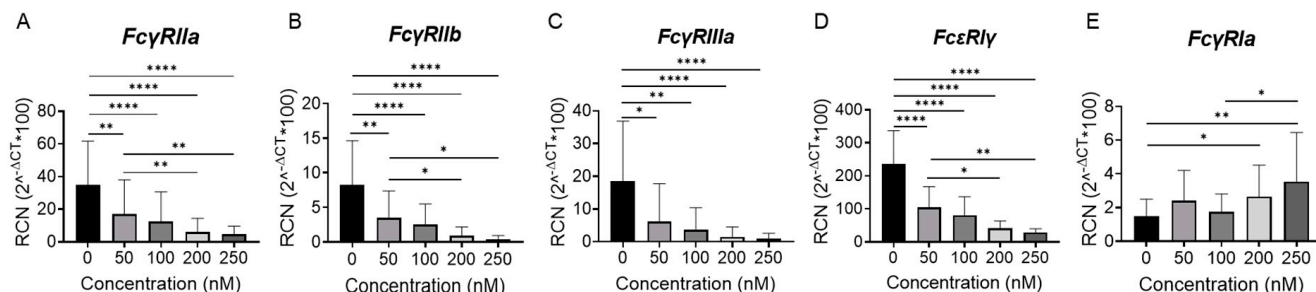 A
FcγRIIa
****
****
****
**
**
**
80
60
40
20
0
RCN (2^-ΔCT*100)
0 50 100 200 250
Concentration (nM)
B
FcγRIIb
****
****
****
**
*
*
20
15
10
5
0
RCN (2^-ΔCT*100)
0 50 100 200 250
Concentration (nM)
C
FcγRIIIa
****
****
**
*
40
30
20
10
0
RCN (2^-ΔCT*100)
0 50 100 200 250
Concentration (nM)
D
FcεRIγ
****
****
****
****
**
*
400
300
200
100
0
RCN (2^-ΔCT*100)
0 50 100 200 250
Concentration (nM)
E
FcγRIa
*
**
*
8
6
4
2
0
RCN (2^-ΔCT*100)
0 50 100 200 250
Concentration (nM)